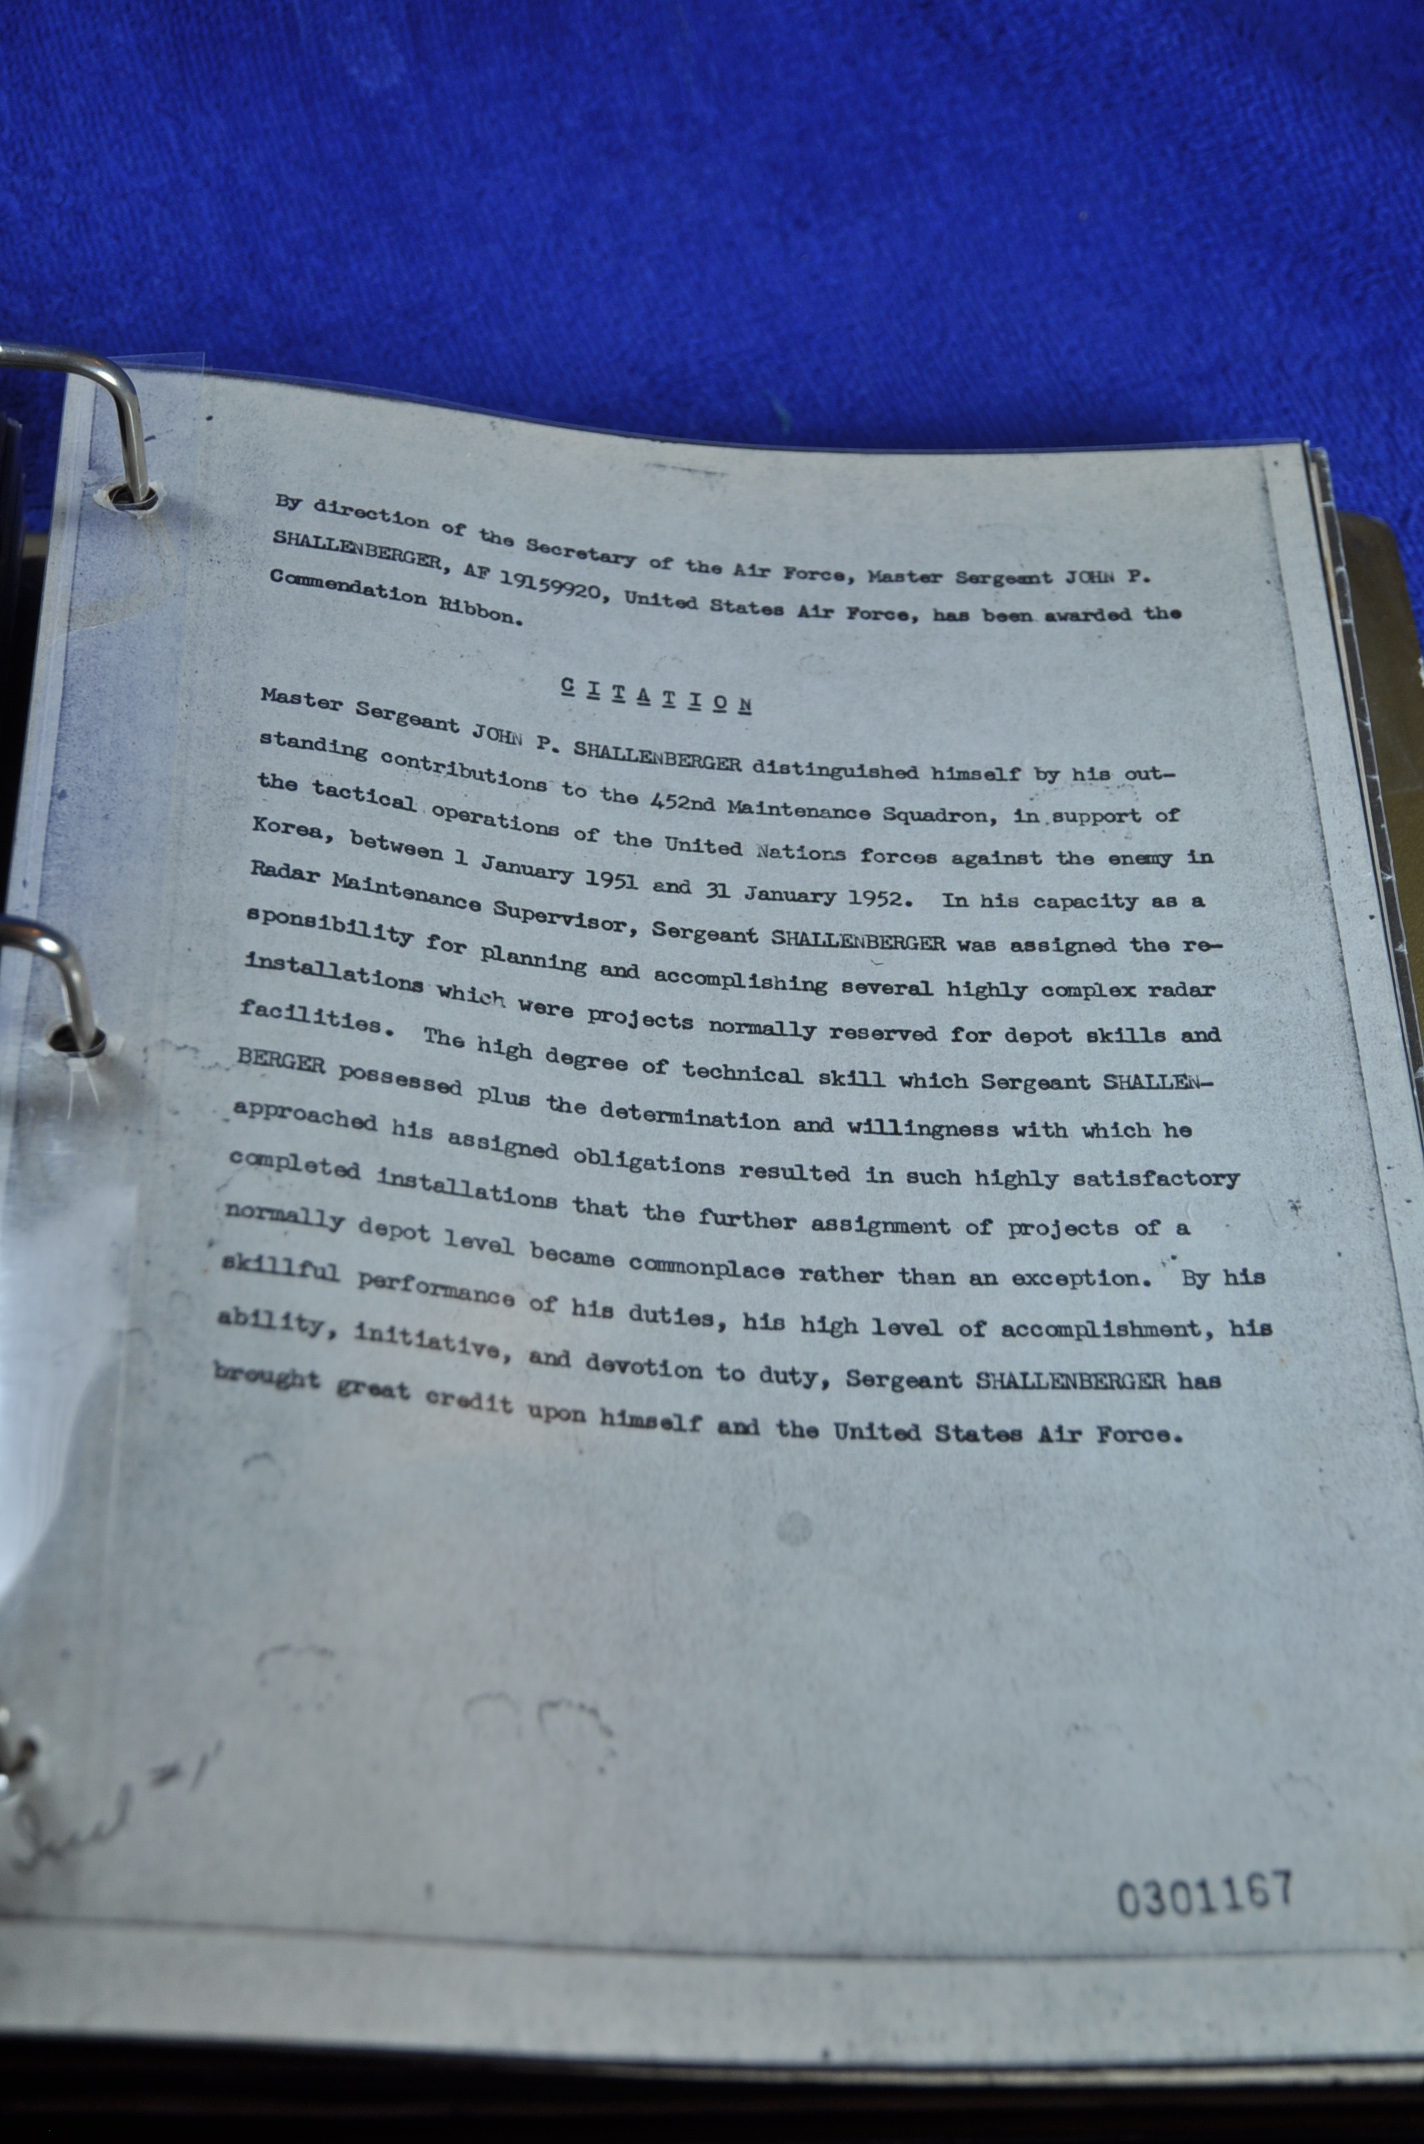 By direction of the Secretary of the Air Force, Master Sergeant JOHN P.
SHALLENBERGER, AF 19159920, United States Air Force, has been awarded the
Commendation Ribbon.
C I T A T I O N
Master Sergeant JOHN P. SHALLENBERGER distinguished himself by his out-
standing contributions to the 452nd Maintenance Squadron, in support of
the tactical operations of the United Nations forces against the enemy in
Korea, between 1 January 1951 and 31 January 1952. In his capacity as a
Radar Maintenance Supervisor, Sergeant SHALLENBERGER was assigned the re-
sponsibility for planning and accomplishing several highly complex radar
installations which were projects normally reserved for depot skills and
facilities. The high degree of technical skill which Sergeant SHALLEN-
BERGER possessed plus the determination and willingness with which he
approached his assigned obligations resulted in such highly satisfactory
completed installations that the further assignment of projects of a
normally depot level became commonplace rather than an exception. By his
skillful performance of his duties, his high level of accomplishment, his
ability, initiative, and devotion to duty, Sergeant SHALLENBERGER has
brought great credit upon himself and the United States Air Force.
0301167